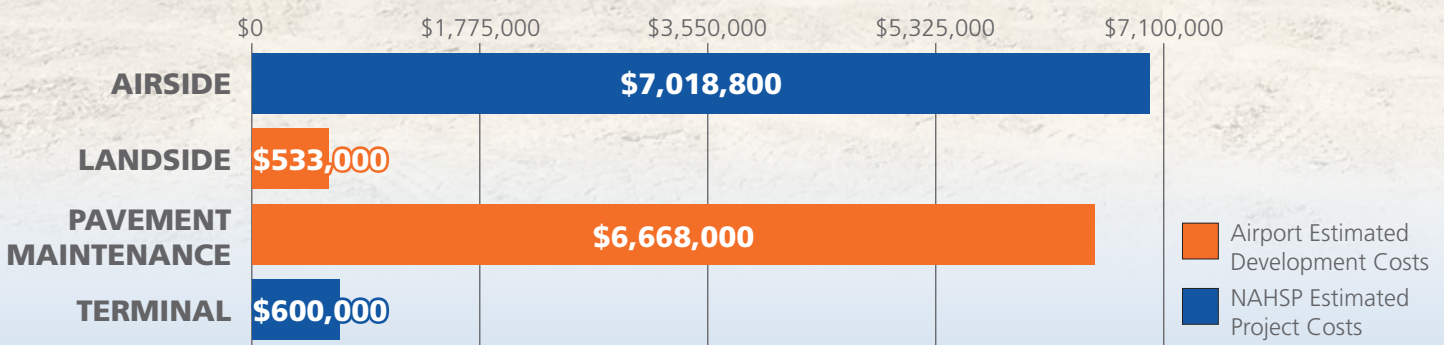 $0 $1,775,000 $3,550,000 $5,325,000 $7,100,000
AIRSIDE $7,018,800
LANDSIDE $533,000
PAVEMENT
MAINTENANCE $6,668,000
TERMINAL $600,000
Airport Estimated
Development Costs
NAHSP Estimated
Project Costs